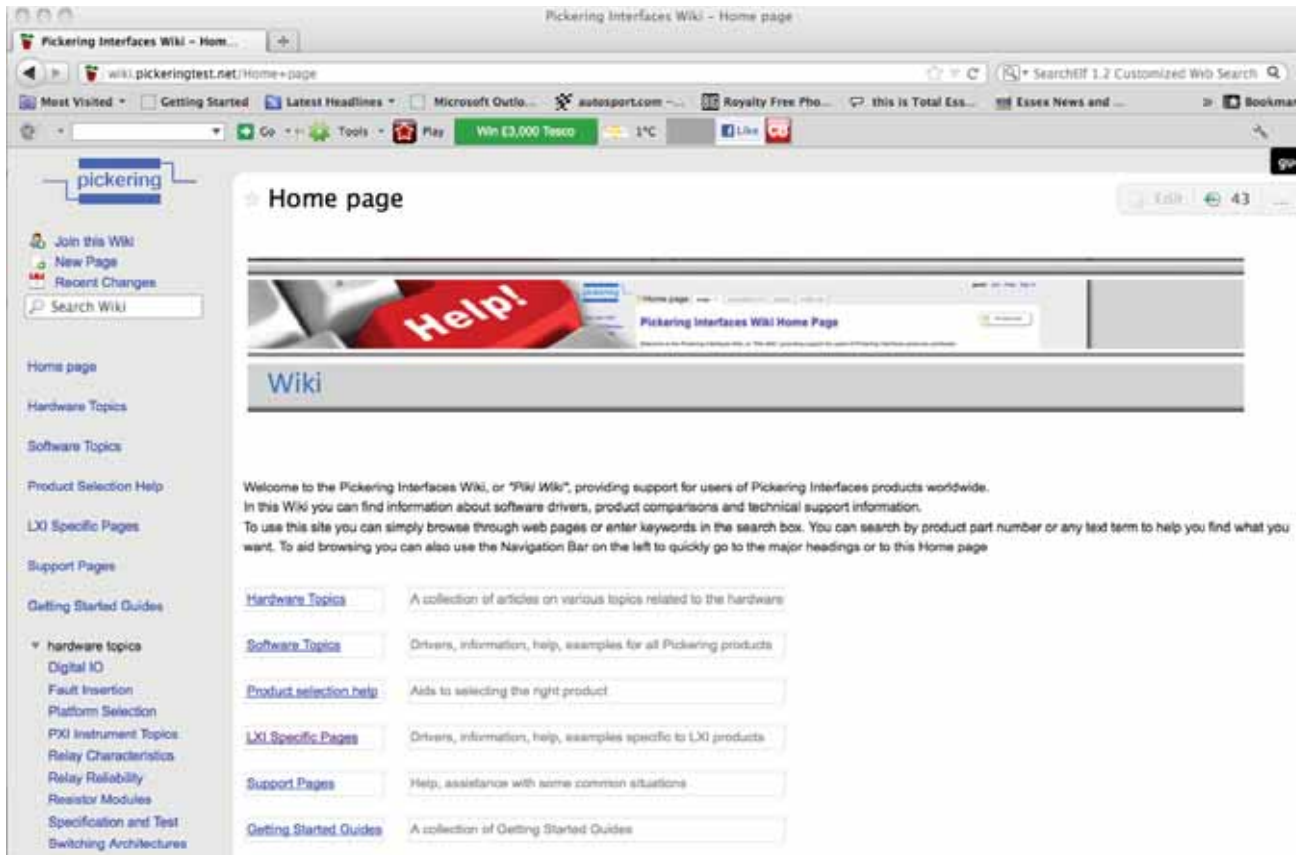 Pickering Interfaces Wiki – Home page
Pickering Interfaces Wiki – Hom...
wiki.pickeringtest.net/Home+page
SearchElf 1.2 Customized Web Search
Most Visited
Getting Started
Latest Headlines
Microsoft Outlo...
autosport.com –...
Royalty Free Pho...
this is Total Ess...
Essex News and ...
Bookmar
Go
Tools
Play
Win £3,000 Tesco
1°C
Like
pickering
Home page
Edit
43
...
Join this Wiki
New Page
Recent Changes
Search Wiki
Help!
Home page
Pickering Interfaces Wiki Home Page
Wiki
Home page
Hardware Topics
Software Topics
Product Selection Help
LXI Specific Pages
Support Pages
Getting Started Guides
hardware topics
Digital IO
Fault Insertion
Platform Selection
PXI Instrument Topics
Relay Characteristics
Relay Reliability
Resistor Modules
Specification and Test
Switching Architectures
Welcome to the Pickering Interfaces Wiki, or "Piki Wiki", providing support for users of Pickering Interfaces products worldwide.
In this Wiki you can find information about software drivers, product comparisons and technical support information.
To use this site you can simply browse through web pages or enter keywords in the search box. You can search by product part number or any text term to help you find what you
want. To aid browsing you can also use the Navigation Bar on the left to quickly go to the major headings or to this Home page
Hardware Topics A collection of articles on various topics related to the hardware
Software Topics Drivers, information, help, examples for all Pickering products
Product selection help Aids to selecting the right product
LXI Specific Pages Drivers, information, help, examples specific to LXI products
Support Pages Help, assistance with some common situations
Getting Started Guides A collection of Getting Started Guides